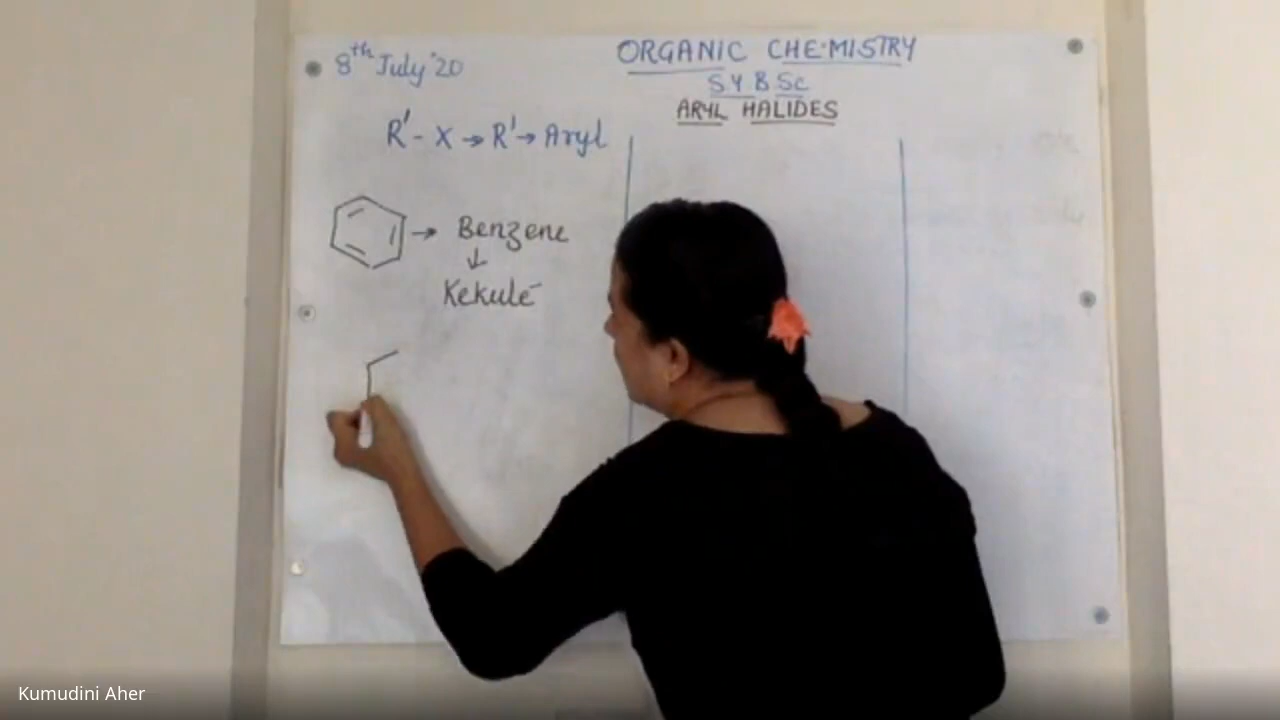 8th July '20
ORGANIC CHEMISTRY
S Y B Sc
ARYL HALIDES
R' - X → R' → Aryl
→ Benzene
↓
Kekulé
Kumudini Aher